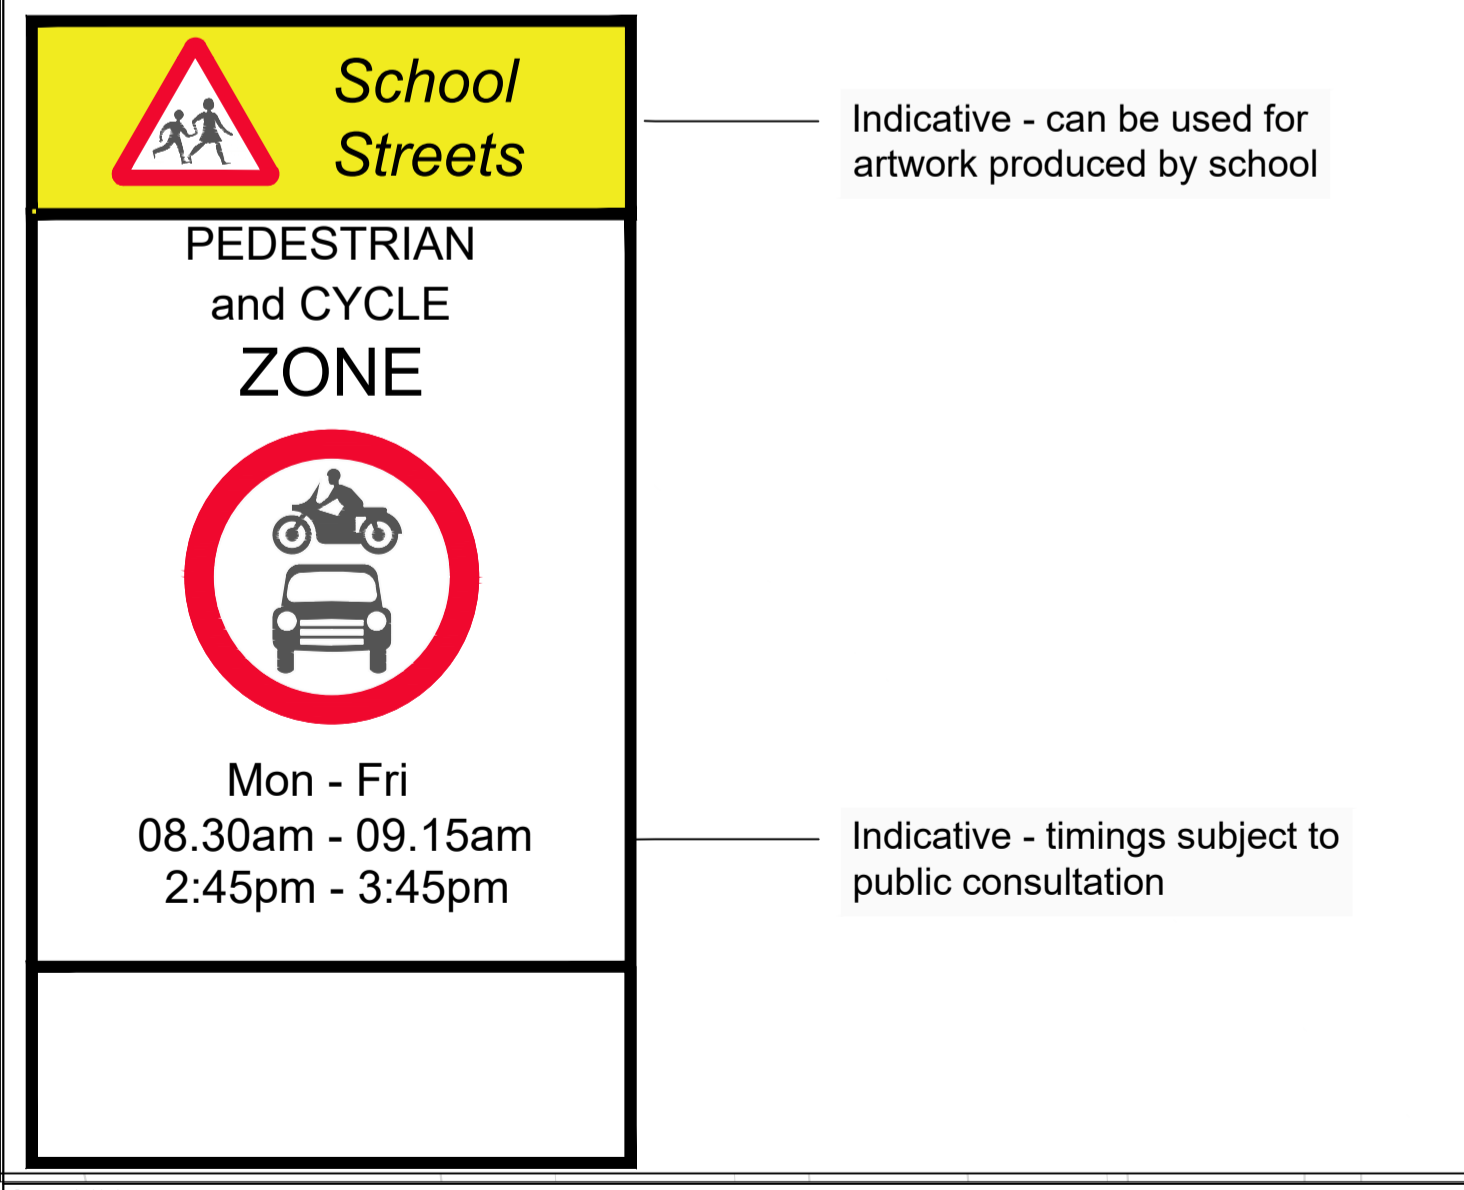 School
Streets
Indicative - can be used for
artwork produced by school
PEDESTRIAN
and CYCLE
ZONE
Mon - Fri
08.30am - 09.15am
2:45pm - 3:45pm
Indicative - timings subject to
public consultation